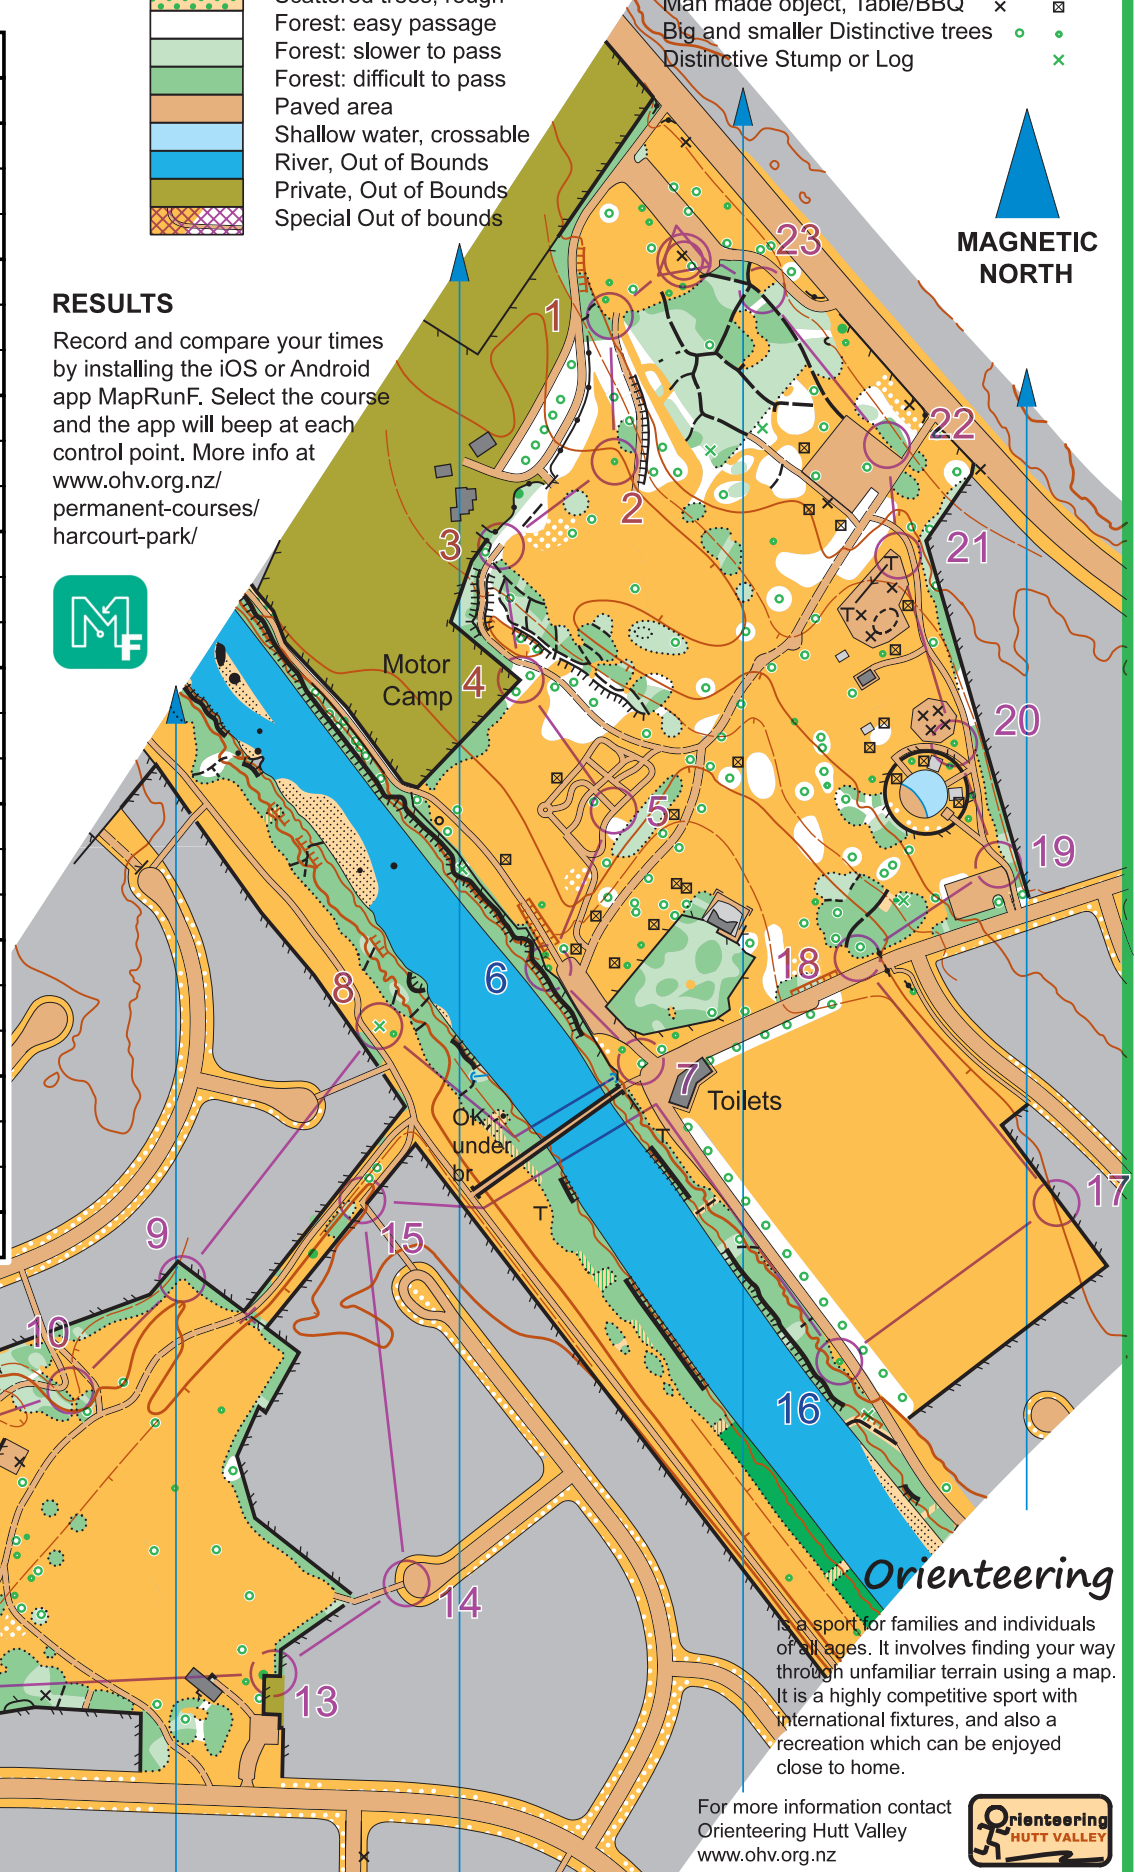 Scattered trees, rough
Forest: easy passage
Forest: slower to pass
Forest: difficult to pass
Paved area
Shallow water, crossable
River, Out of Bounds
Private, Out of Bounds
Special Out of bounds
Man made object, Table/BBQ
Big and smaller Distinctive trees
Distinctive Stump or Log
MAGNETIC
NORTH
RESULTS
Record and compare your times
by installing the iOS or Android
app MapRunF. Select the course
and the app will beep at each
control point. More info at
www.ohv.org.nz/
permanent-courses/
harcourt-park/
M F
23
1
22
2
3
21
Motor
Camp
4
20
5
19
18
6
8
7
Toilets
OK
under
br
17
15
9
10
16
14
13
Orienteering
is a sport for families and individuals
of all ages. It involves finding your way
through unfamiliar terrain using a map.
It is a highly competitive sport with
international fixtures, and also a
recreation which can be enjoyed
close to home.
For more information contact
Orienteering Hutt Valley
www.ohv.org.nz
rienteering
HUTT VALLEY